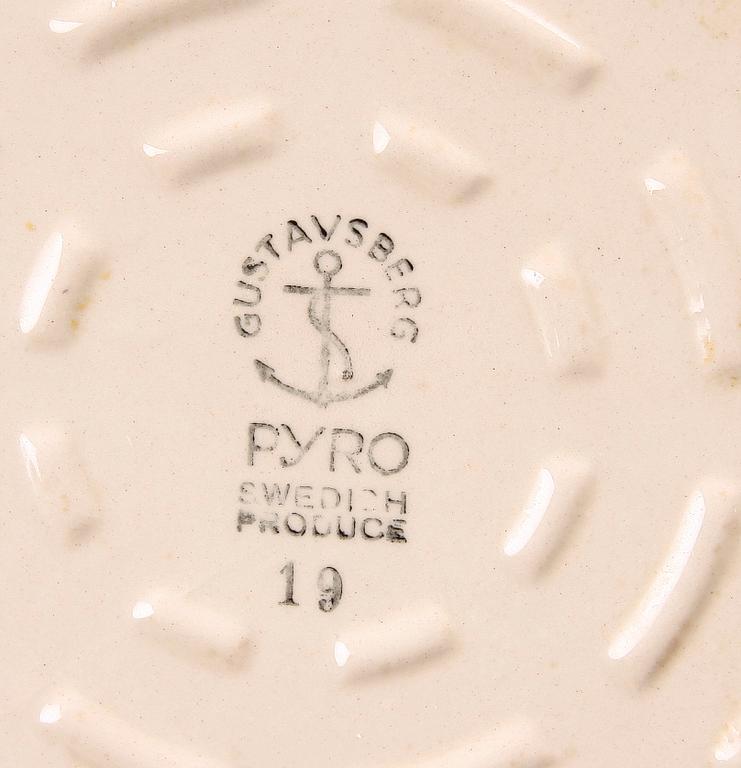 GUSTAVSBERG
PYRO
SWEDISH
PRODUCE
19